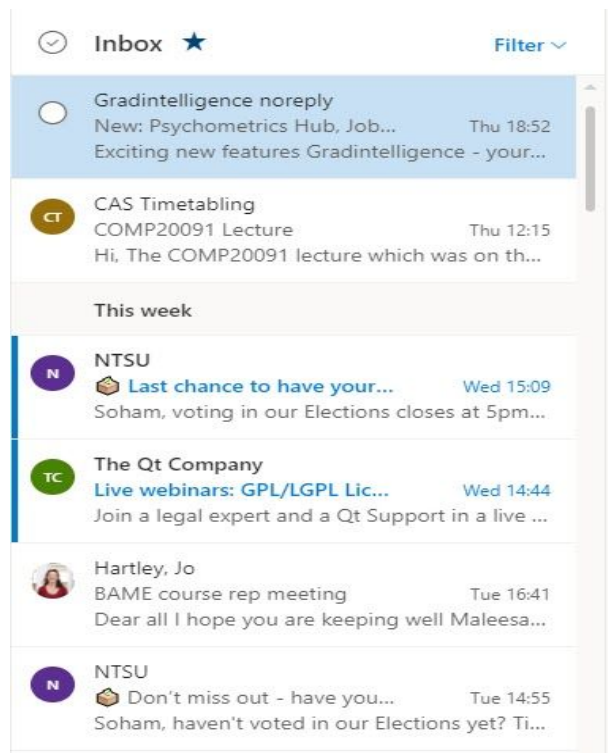 Inbox
Filter
Gradintelligence noreply
New: Psychometrics Hub, Job... Thu 18:52
Exciting new features Gradintelligence - your...
CT
CAS Timetabling
COMP20091 Lecture Thu 12:15
Hi, The COMP20091 lecture which was on th...
This week
N
NTSU
Last chance to have your... Wed 15:09
Soham, voting in our Elections closes at 5pm...
TC
The Qt Company
Live webinars: GPL/LGPL Lic... Wed 14:44
Join a legal expert and a Qt Support in a live ...
Hartley, Jo
BAME course rep meeting Tue 16:41
Dear all I hope you are keeping well Maleesa...
N
NTSU
Don't miss out - have you... Tue 14:55
Soham, haven't voted in our Elections yet? Ti...